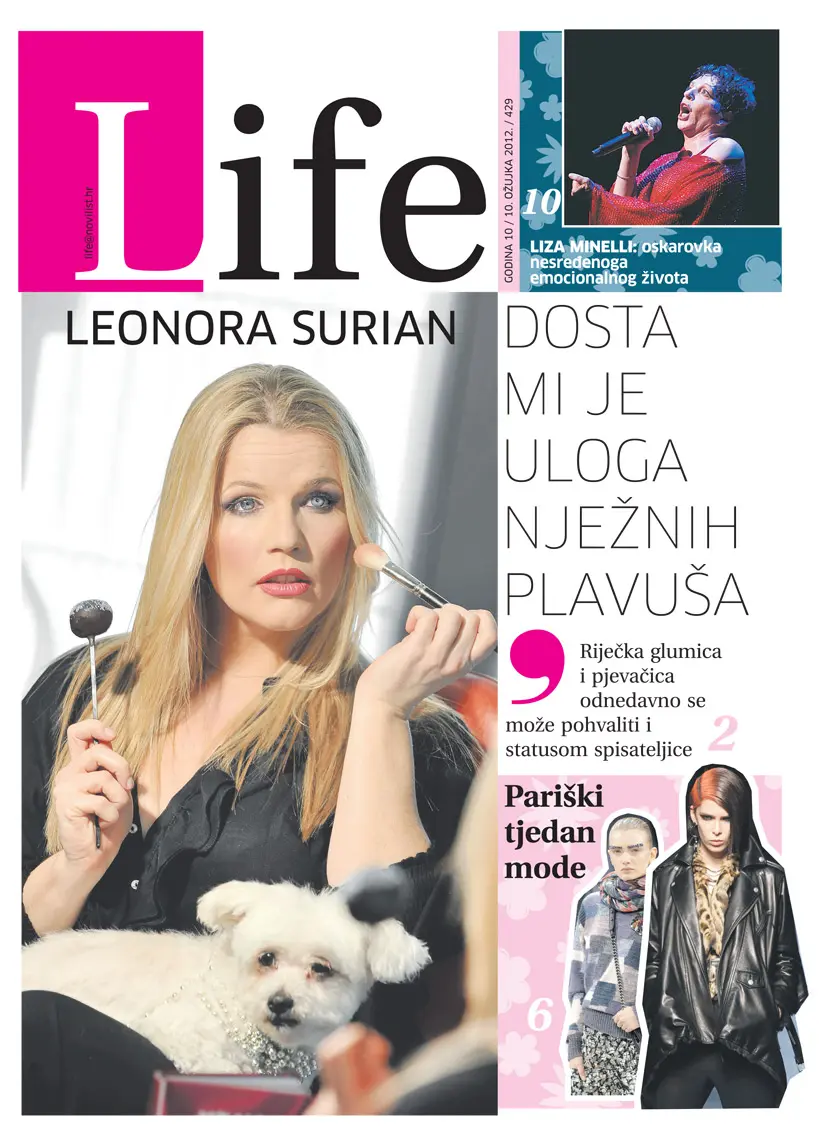 Life
life@novilist.hr
GODINA 10 / 10. OŽUJKA 2012. / 429
10
LIZA MINELLI: oskarovka
nesređenoga
emocionalnog života
LEONORA SURIAN
DOSTA
MI JE
ULOGA
NJEŽNIH
PLAVUŠA
Riječka glumica
i pjevačica
odnedavno se
može pohvaliti i
statusom spisateljice
2
Pariški
tjedan
mode
6